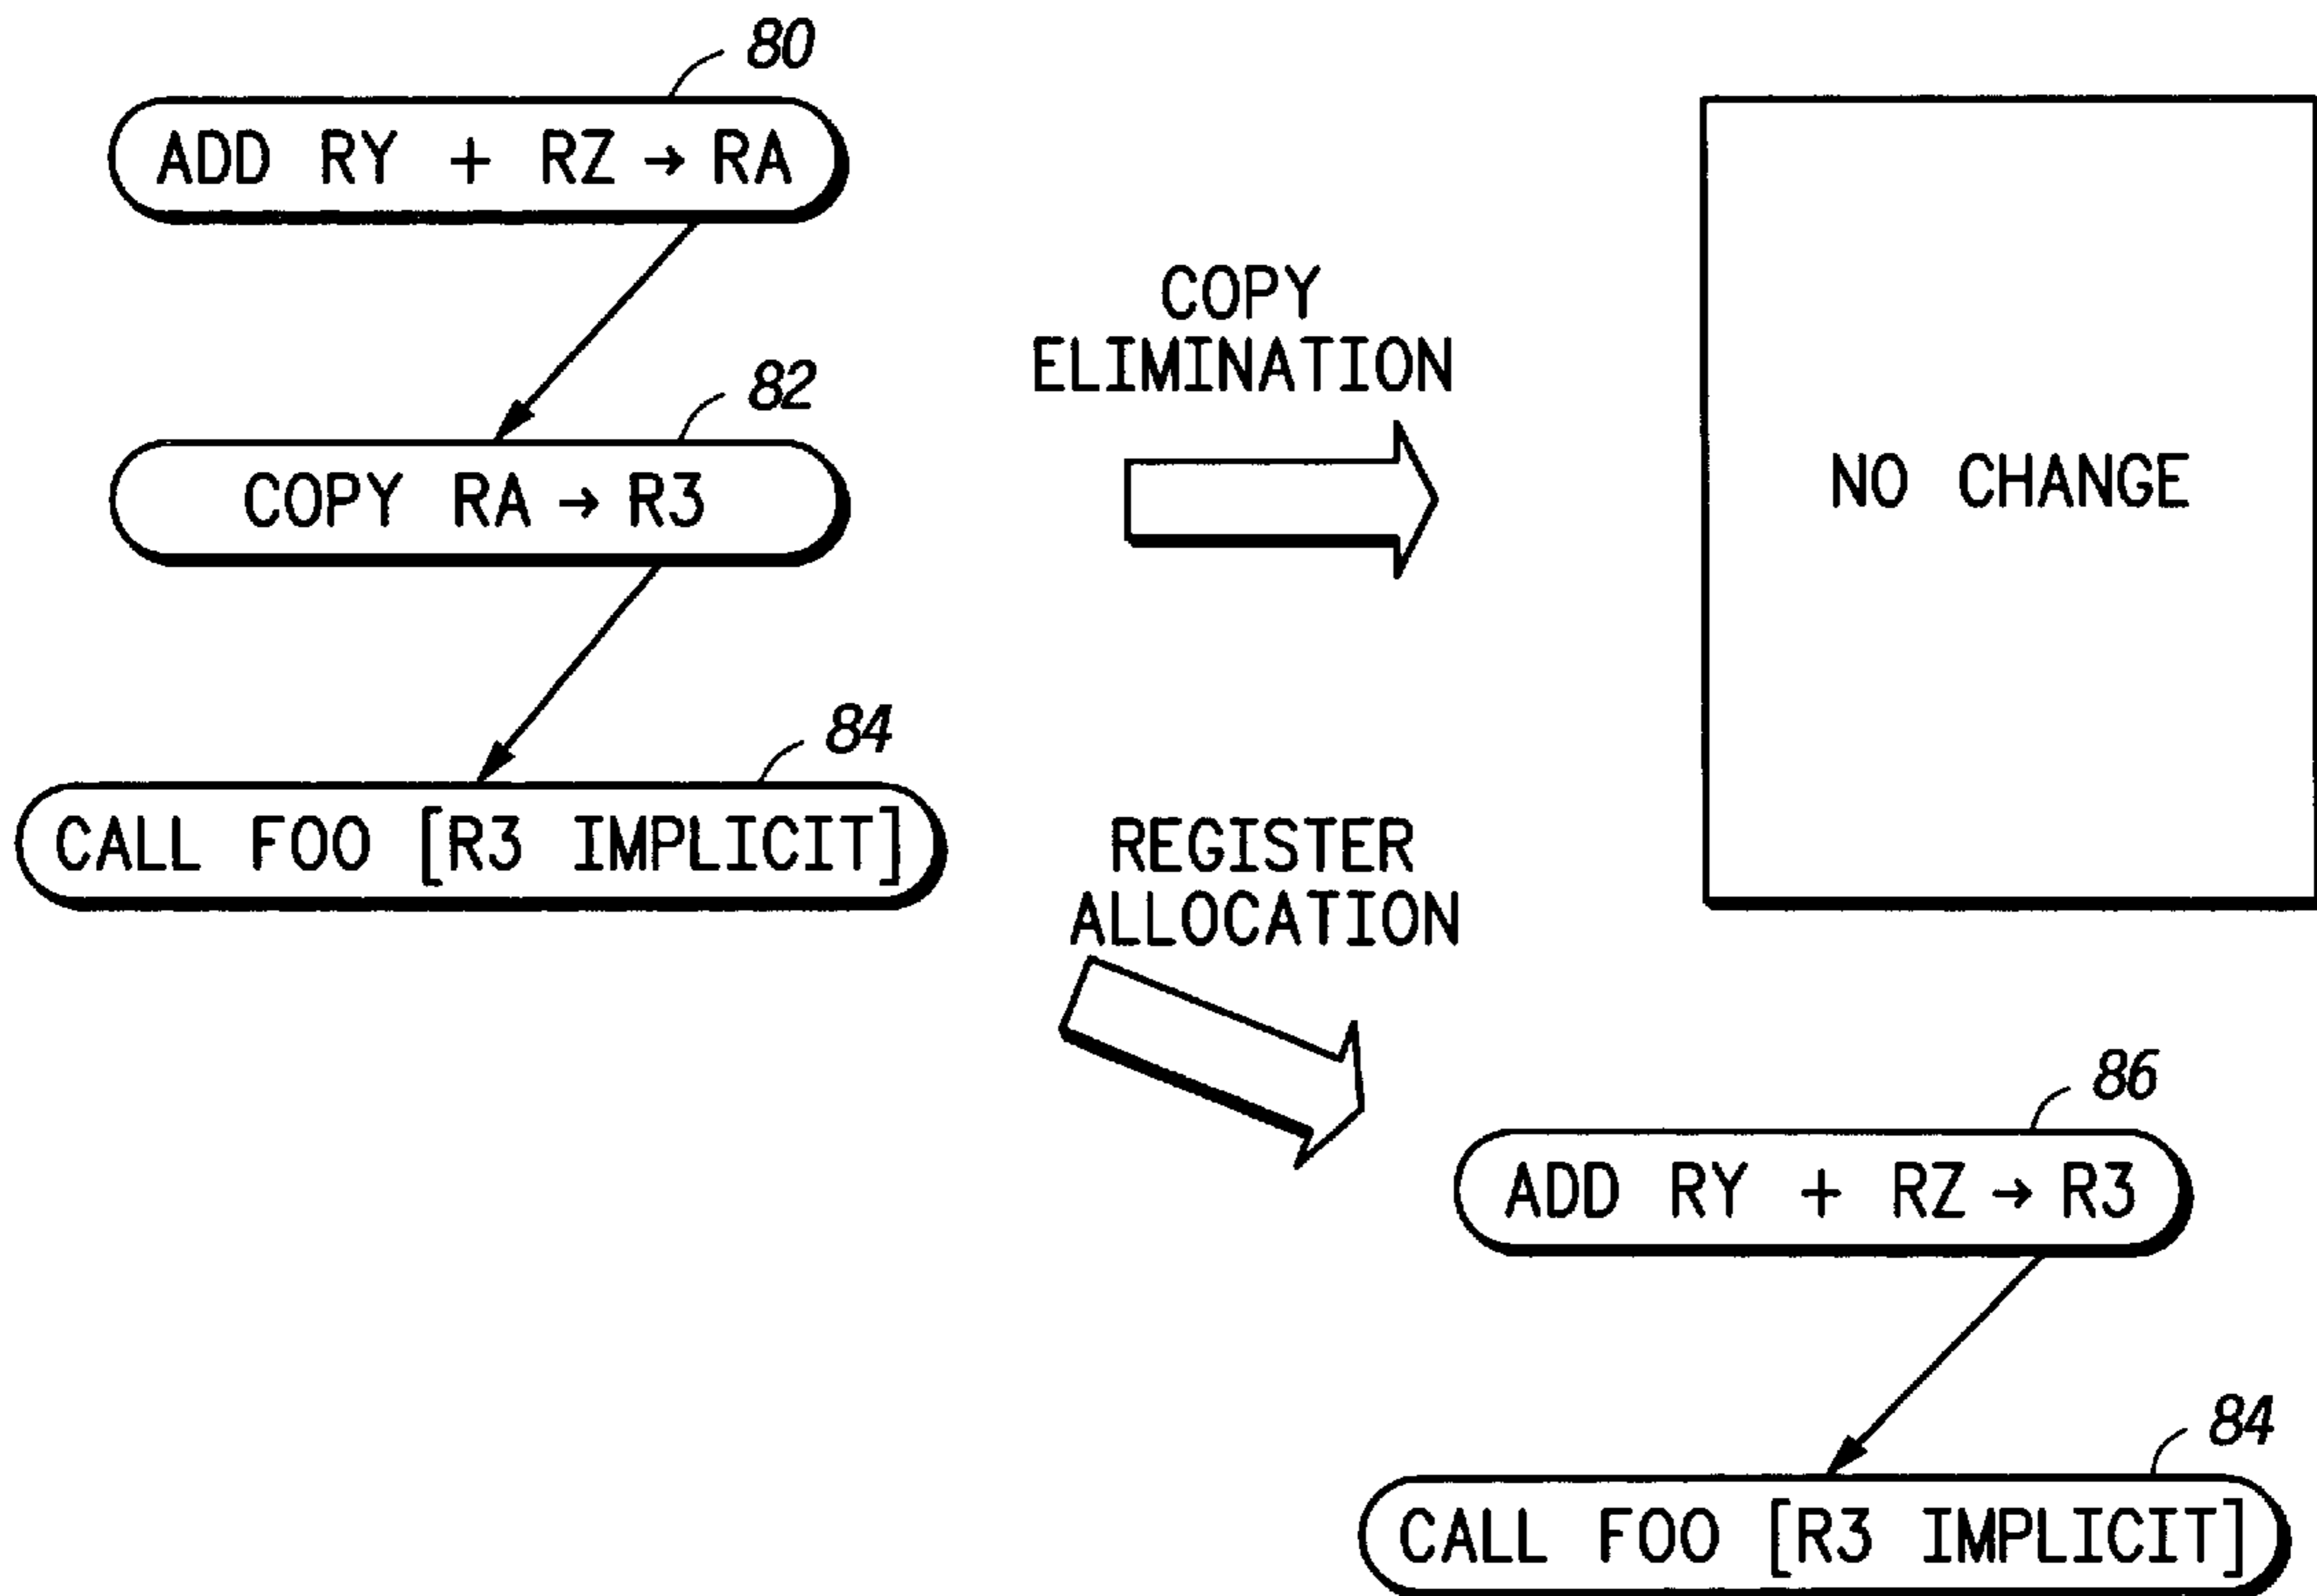 80
ADD RY + RZ → RA
COPY
ELIMINATION
82
COPY RA → R3
NO CHANGE
84
CALL FOO [R3 IMPLICIT]
REGISTER
ALLOCATION
86
ADD RY + RZ → R3
84
CALL FOO [R3 IMPLICIT]